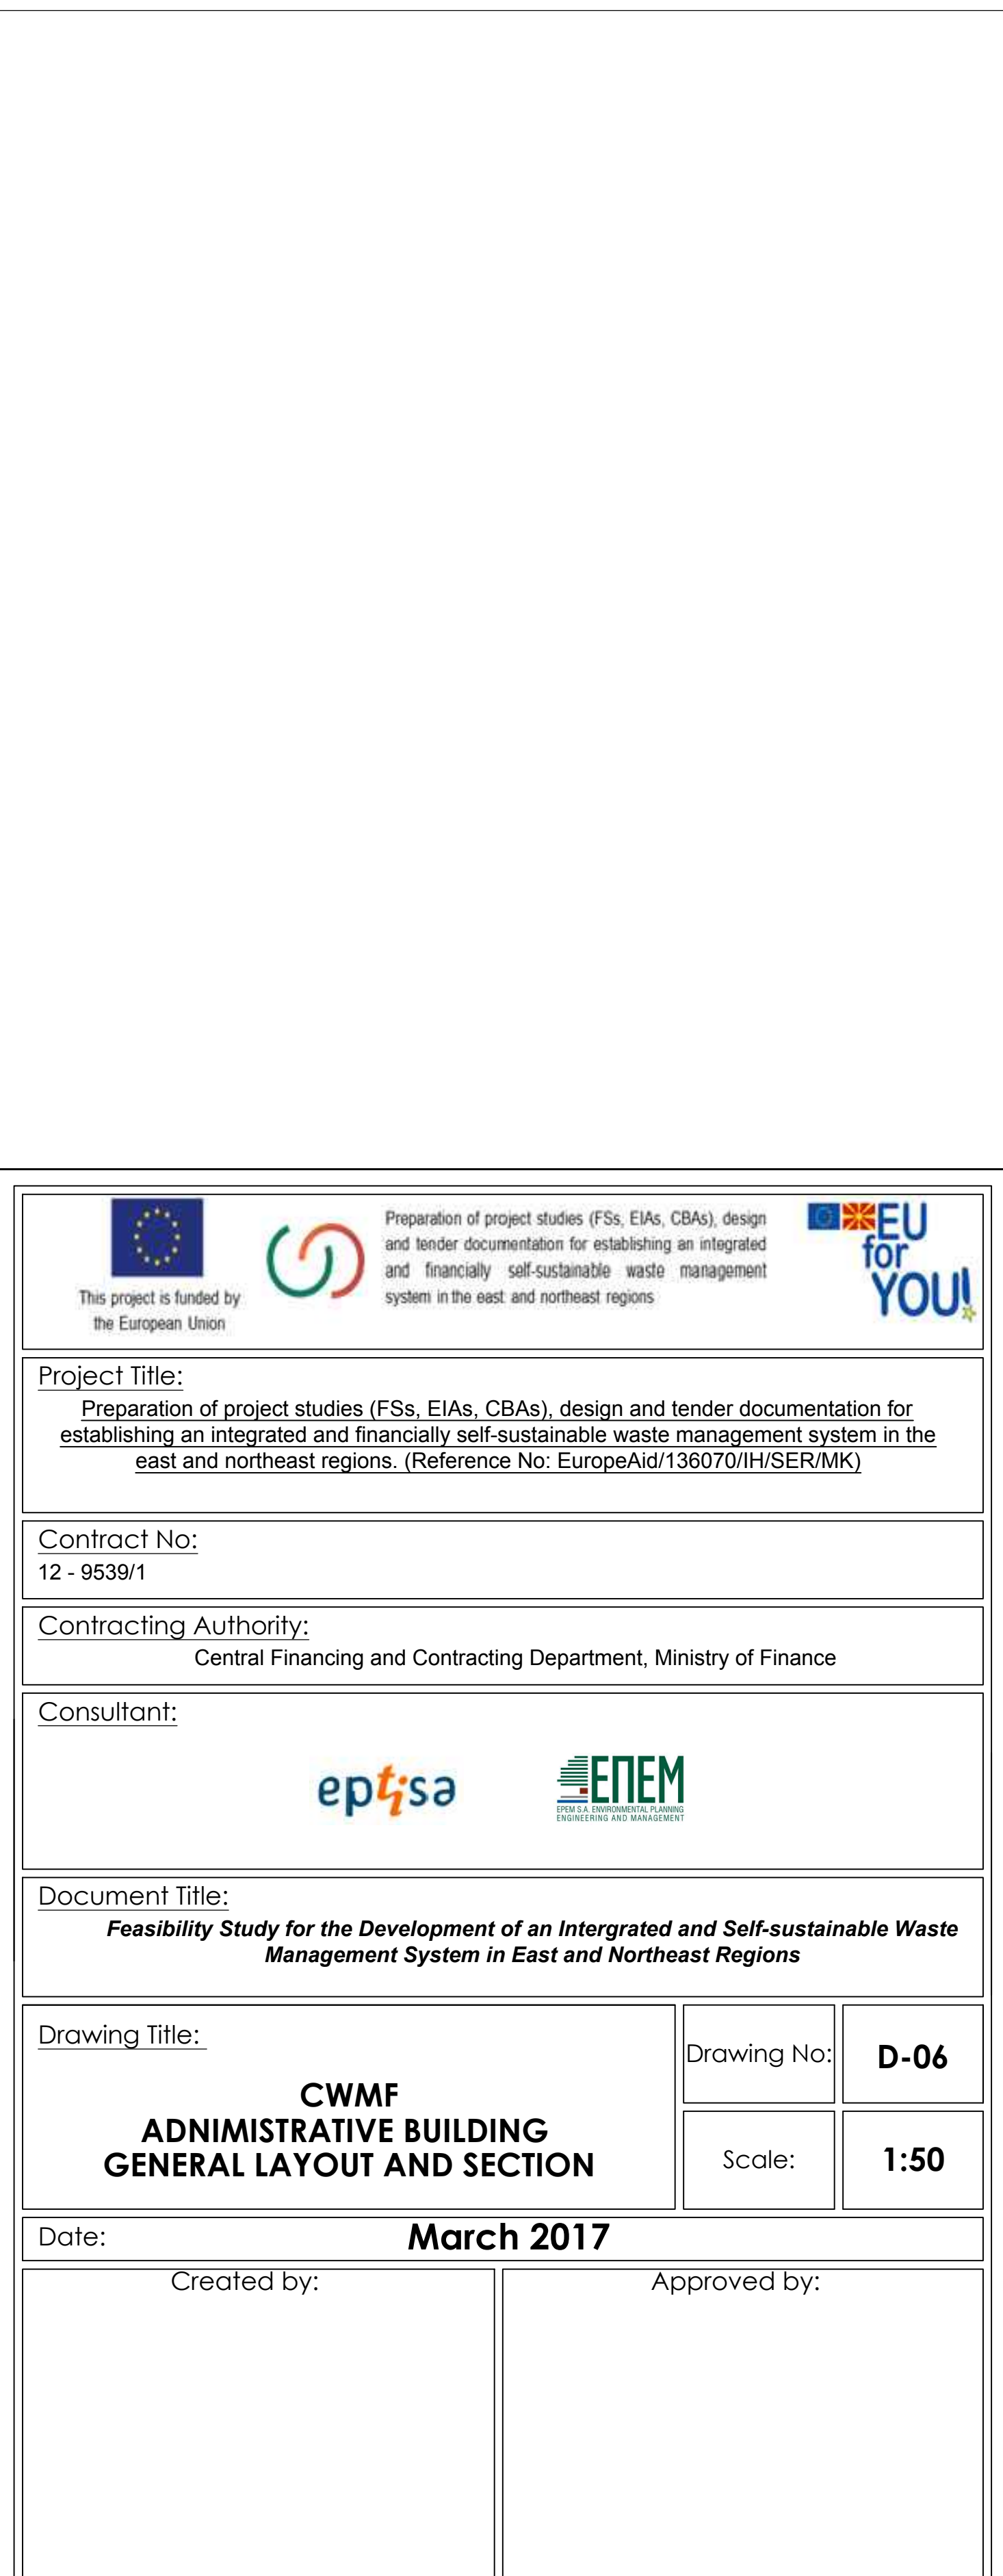 This project is funded by
the European Union
Preparation of project studies (FSs, EIAs, CBAs), design
and tender documentation for establishing an integrated
and financially self-sustainable waste management
system in the east and northeast regions
EU
for
YOU!
Project Title:
Preparation of project studies (FSs, EIAs, CBAs), design and tender documentation for
establishing an integrated and financially self-sustainable waste management system in the
east and northeast regions. (Reference No: EuropeAid/136070/IH/SER/MK)
Contract No:
12 - 9539/1
Contracting Authority:
Central Financing and Contracting Department, Ministry of Finance
Consultant:
eptisa
ΕΠΕΜ
EPEM S.A. ENVIRONMENTAL PLANNING
ENGINEERING AND MANAGEMENT
Document Title:
Feasibility Study for the Development of an Intergrated and Self-sustainable Waste
Management System in East and Northeast Regions
Drawing Title:
CWMF
ADNIMISTRATIVE BUILDING
GENERAL LAYOUT AND SECTION
Drawing No:
D-06
Scale:
1:50
Date:
March 2017
Created by:
Approved by: